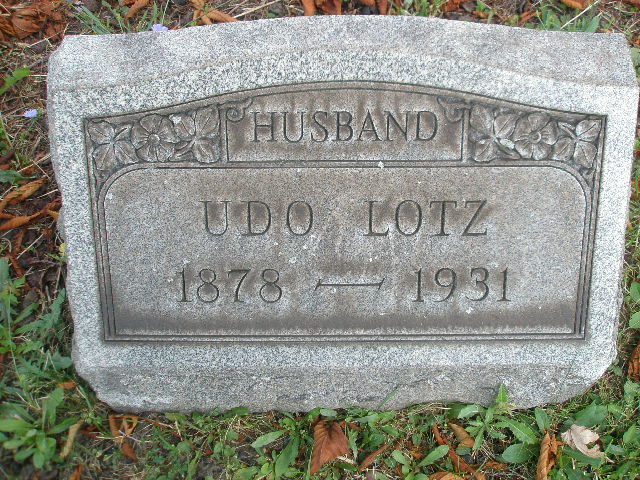 HUSBAND
UDO LOTZ
1878 — 1931